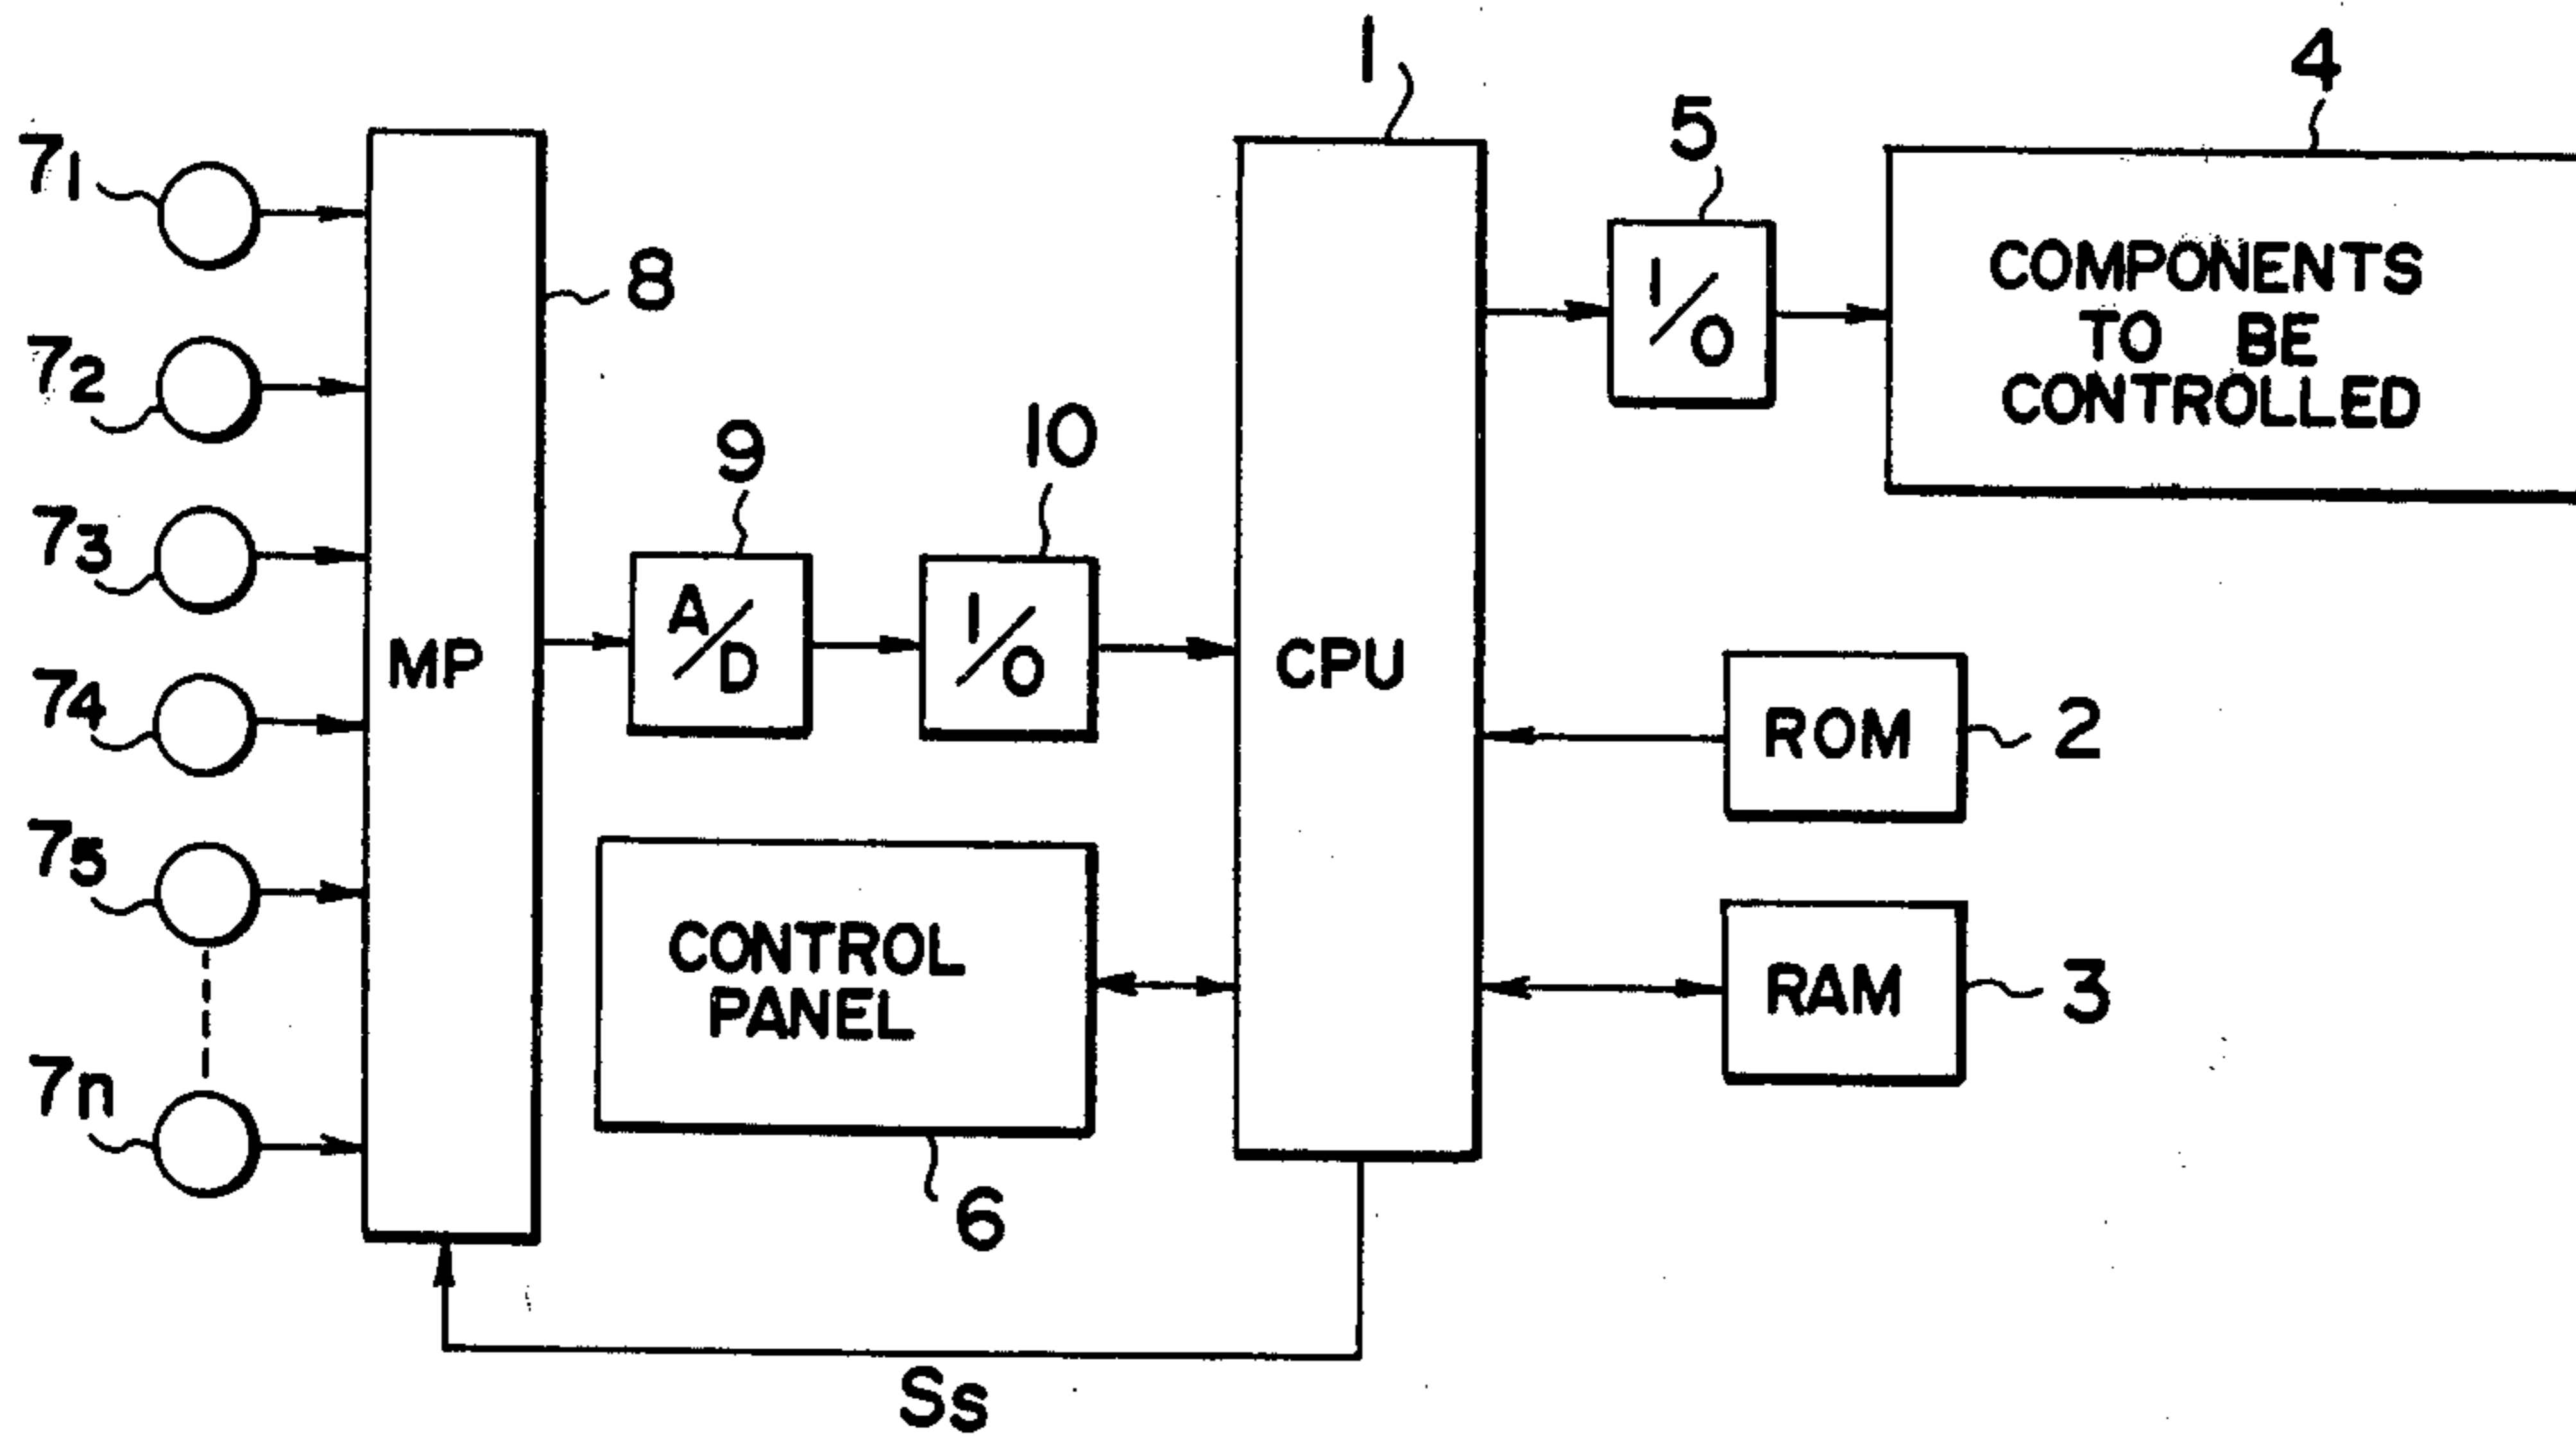 1
4
5
7₁
8
I/O
COMPONENTS
TO BE
CONTROLLED
7₂
9
10
7₃
A/D
I/O
MP
CPU
7₄
ROM
2
7₅
CONTROL
PANEL
RAM
3
7n
6
Ss